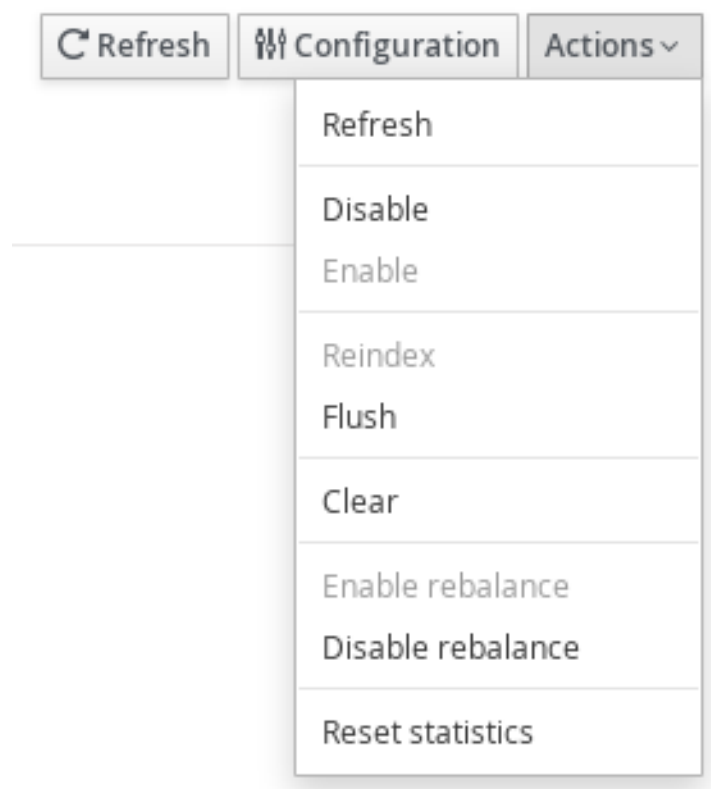 Refresh Configuration Actions
Refresh
Disable
Enable
Reindex
Flush
Clear
Enable rebalance
Disable rebalance
Reset statistics